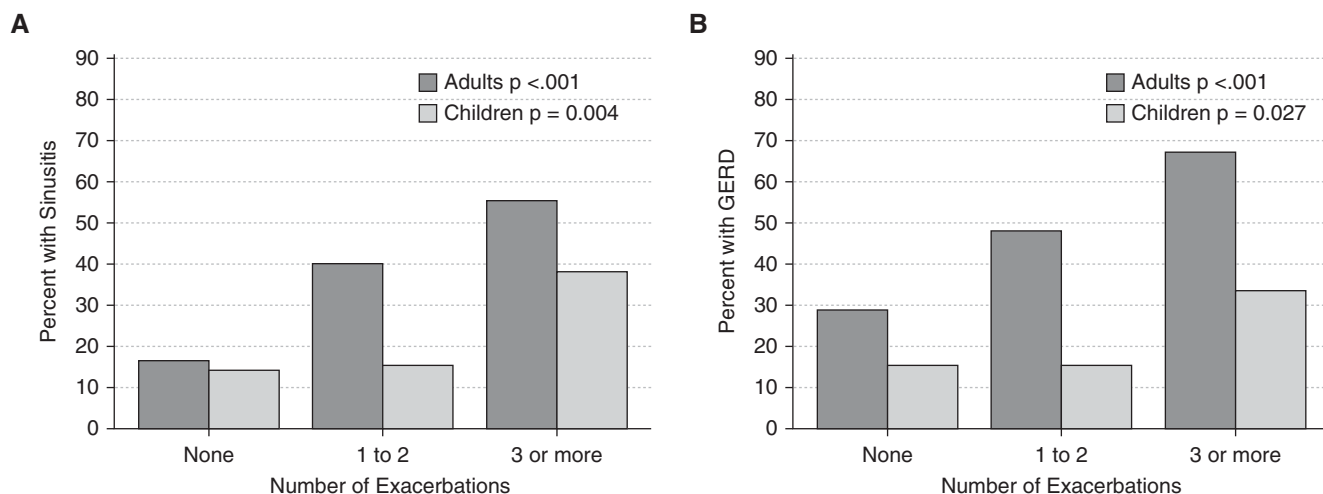 A
Percent with Sinusitis
90
80
70
60
50
40
30
20
10
0
Adults p <.001
Children p = 0.004
None
1 to 2
3 or more
Number of Exacerbations
B
Percent with GERD
90
80
70
60
50
40
30
20
10
0
Adults p <.001
Children p = 0.027
None
1 to 2
3 or more
Number of Exacerbations